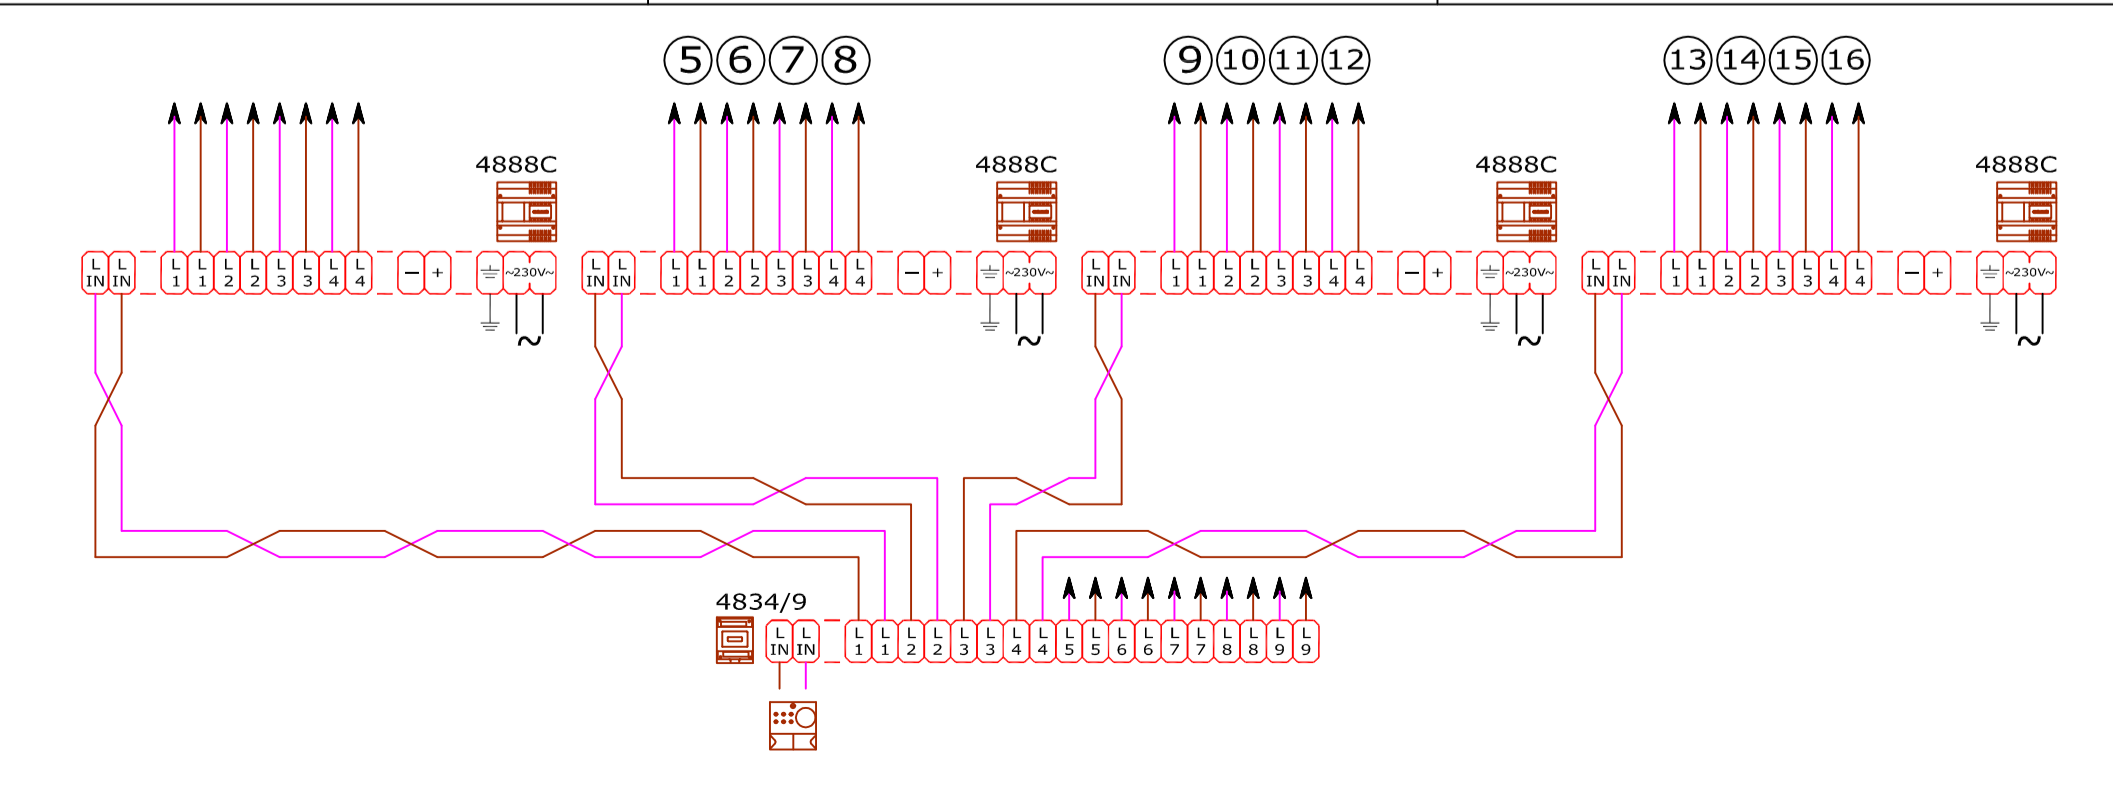 5 6 7 8 9 10 11 12 13 14 15 16
4888C 4888C 4888C 4888C
L L L L L L L L L L L L L L L L L L L L L L L L L L L L L L L L L L L L L L L L
IN IN 1 1 2 2 3 3 4 4 − + ~230V~ IN IN 1 1 2 2 3 3 4 4 − + ~230V~ IN IN 1 1 2 2 3 3 4 4 − + ~230V~ IN IN 1 1 2 2 3 3 4 4 − + ~230V~
~ ~ ~ ~
4834/9
L L L L L L L L L L L L L L L L L L L L
IN IN 1 1 2 2 3 3 4 4 5 5 6 6 7 7 8 8 9 9